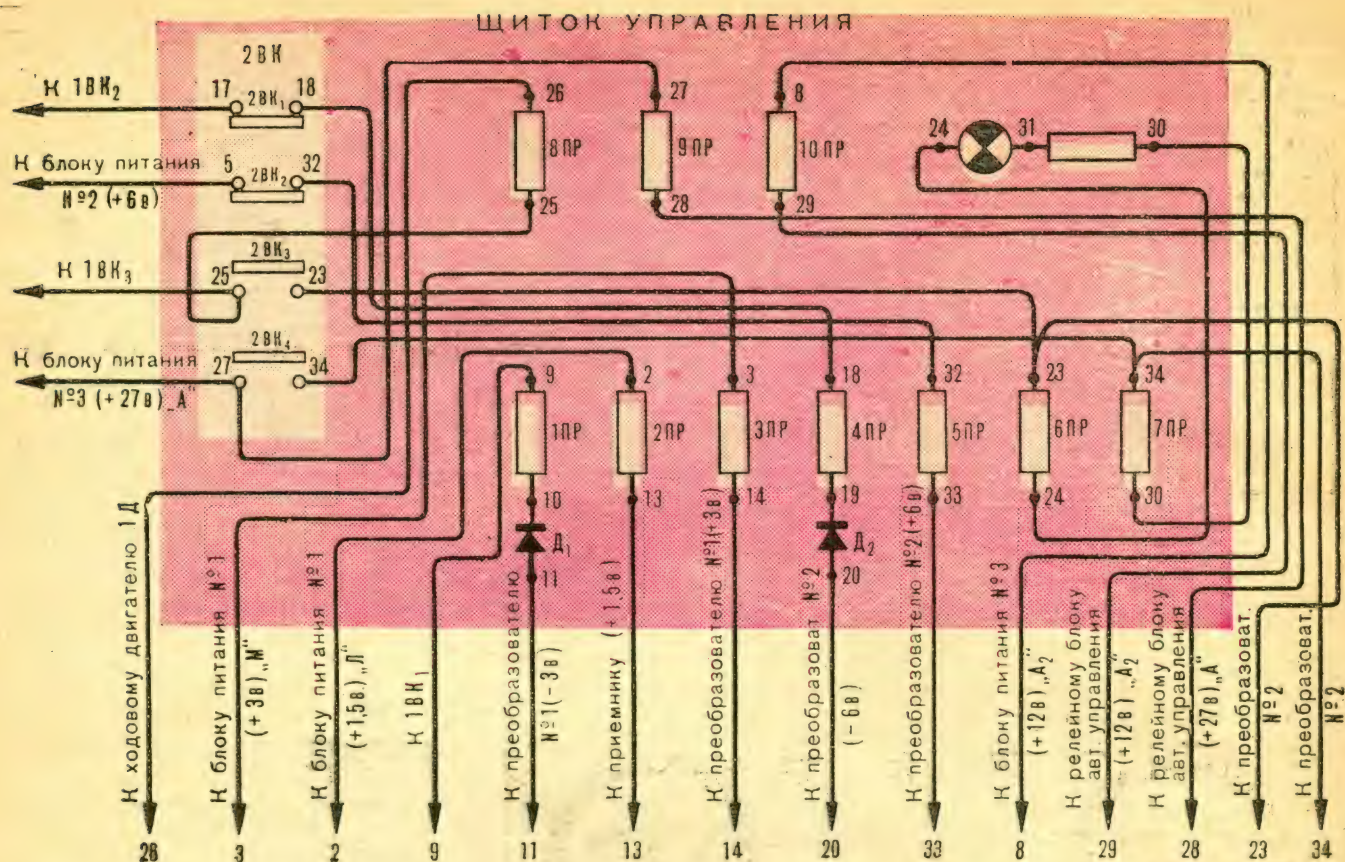 ЩИТОК УПРАВЛЕНИЯ
2ВК
К 1ВК₂
17
2ВК₁
18
К блоку питания
№2 (+6в)
5
2ВК₂
32
К 1ВК₃
25
2ВК₃
23
К блоку питания
№3 (+27в) „А"
27
2ВК₄
34
26
8ПР
25
27
9ПР
28
8
10ПР
29
24
31
30
9
1ПР
10
Д₁
11
2
2ПР
13
3
3ПР
14
18
4ПР
19
Д₂
20
32
5ПР
33
23
6ПР
24
34
7ПР
30
К ходовому двигателю 1Д
К блоку питания №1
(+3в) „М"
К блоку питания №1
(+1,5в) „Л"
К 1ВК₁
К преобразователю
№1(-3в)
К приемнику (+1,5в)
К преобразователю №1(+3в)
К преобразоват №2
(-6в)
К преобразователю №2(+6в)
К блоку питания №3
(+12в) „А₂"
К релейному блоку
авт. управления
(+12в) „А₂"
К релейному блоку
авт. управления
(+27в) „А"
К преобразоват.
№2
К преобразоват.
№2
26 3 2 9 11 13 14 20 33 8 29 28 23 34